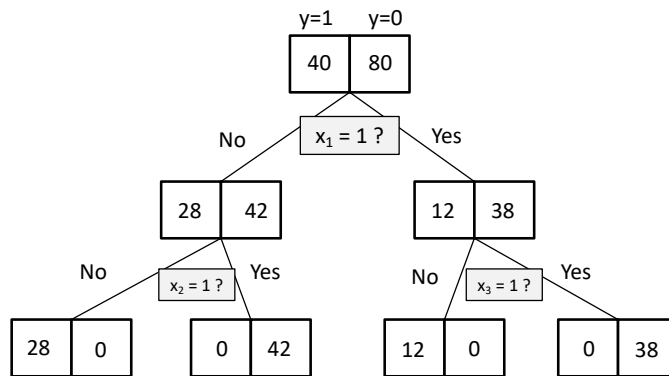 y=1 y=0
40 80
No x₁ = 1 ? Yes
28 42 12 38
No x₂ = 1 ? Yes No x₃ = 1 ? Yes
28 0 0 42 12 0 0 38